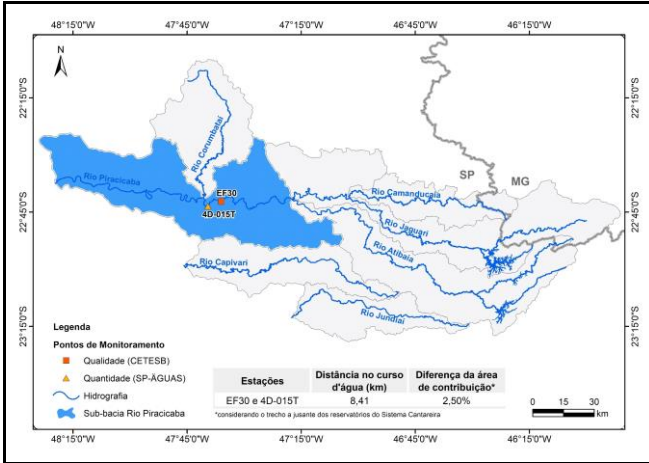 48°15'0"W 47°45'0"W 47°15'0"W 46°45'0"W 46°15'0"W
N
22°15'0"S
22°15'0"S
Rio Corumbataí
SP
MG
Rio Piracicaba
EF30
Rio Camanducaia
22°45'0"S
22°45'0"S
4D-015T
Rio Jaguari
Rio Atibaia
Rio Capivari
23°15'0"S
23°15'0"S
Rio Jundiaí
Legenda
Pontos de Monitoramento
Qualidade (CETESB)
Quantidade (SP-ÁGUAS)
Hidrografia
Sub-bacia Rio Piracicaba
Estações Distância no curso d'água (km) Diferença da área de contribuição*
EF30 e 4D-015T 8,41 2,50%
*considerando o trecho a jusante dos reservatórios do Sistema Cantareira
0 15 30
km
48°15'0"W 47°45'0"W 47°15'0"W 46°45'0"W 46°15'0"W